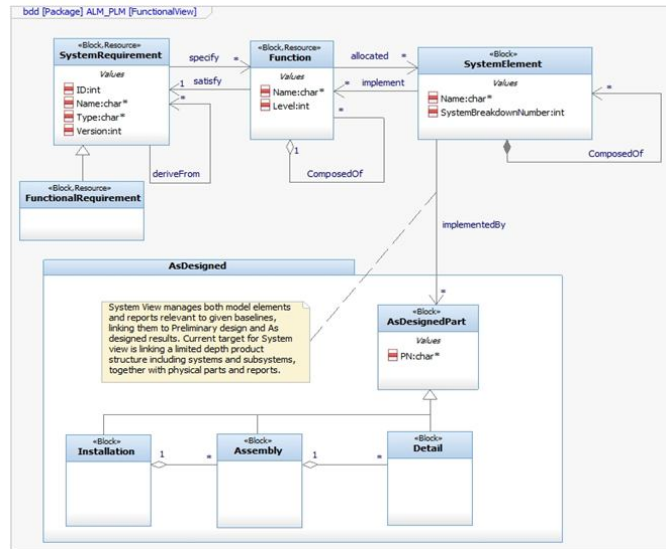 bdd [Package] ALM_PLM [FunctionalView]
«Block,Resource»
SystemRequirement
Values
ID:int
Name:char*
Type:char*
Version:int
specify
*
1
satisfy
*
deriveFrom
«Block,Resource»
Function
Values
Name:char*
Level:int
*
1
ComposedOf
allocated
*
*
implement
«Block»
SystemElement
Values
Name:char*
SystemBreakdownNumber:int
*
ComposedOf
«Block,Resource»
FunctionalRequirement
implementedBy
*
AsDesigned
System View manages both model elements
and reports relevant to given baselines,
linking them to Preliminary design and As
designed results. Current target for System
view is linking a limited depth product
structure including systems and subsystems,
together with physical parts and reports.
«Block»
AsDesignedPart
Values
PN:char*
«Block»
Installation
1
*
«Block»
Assembly
1
*
«Block»
Detail